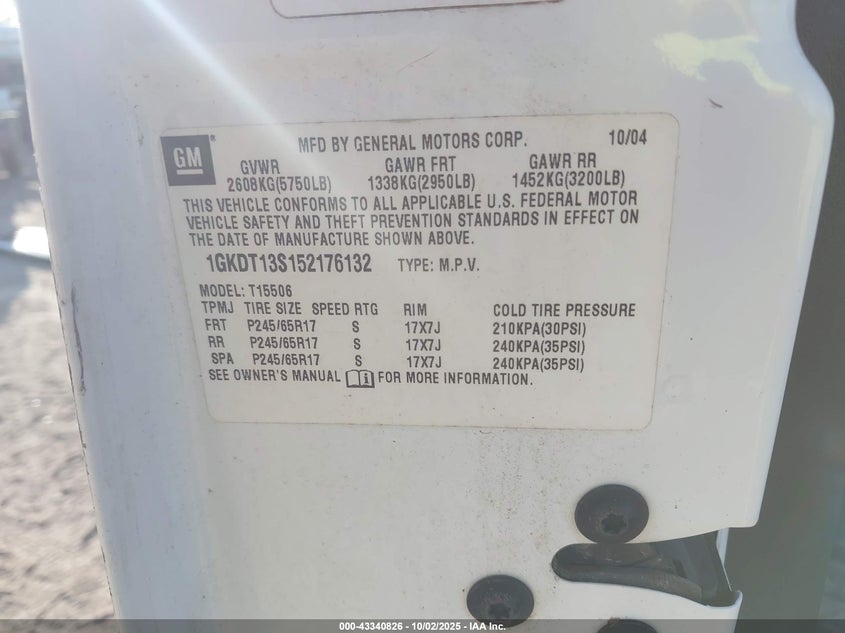 GM ® MFD BY GENERAL MOTORS CORP. 10/04
GVWR GAWR FRT GAWR RR
2608KG(5750LB) 1338KG(2950LB) 1452KG(3200LB)
THIS VEHICLE CONFORMS TO ALL APPLICABLE U.S. FEDERAL MOTOR
VEHICLE SAFETY AND THEFT PREVENTION STANDARDS IN EFFECT ON
THE DATE OF MANUFACTURE SHOWN ABOVE.
1GKDT13S152176132 TYPE: M.P.V.
MODEL: T15506
TPMJ TIRE SIZE SPEED RTG RIM COLD TIRE PRESSURE
FRT P245/65R17 S 17X7J 210KPA(30PSI)
RR P245/65R17 S 17X7J 240KPA(35PSI)
SPA P245/65R17 S 17X7J 240KPA(35PSI)
SEE OWNER'S MANUAL FOR MORE INFORMATION.
000-43340826 - 10/02/2025 - IAA Inc.